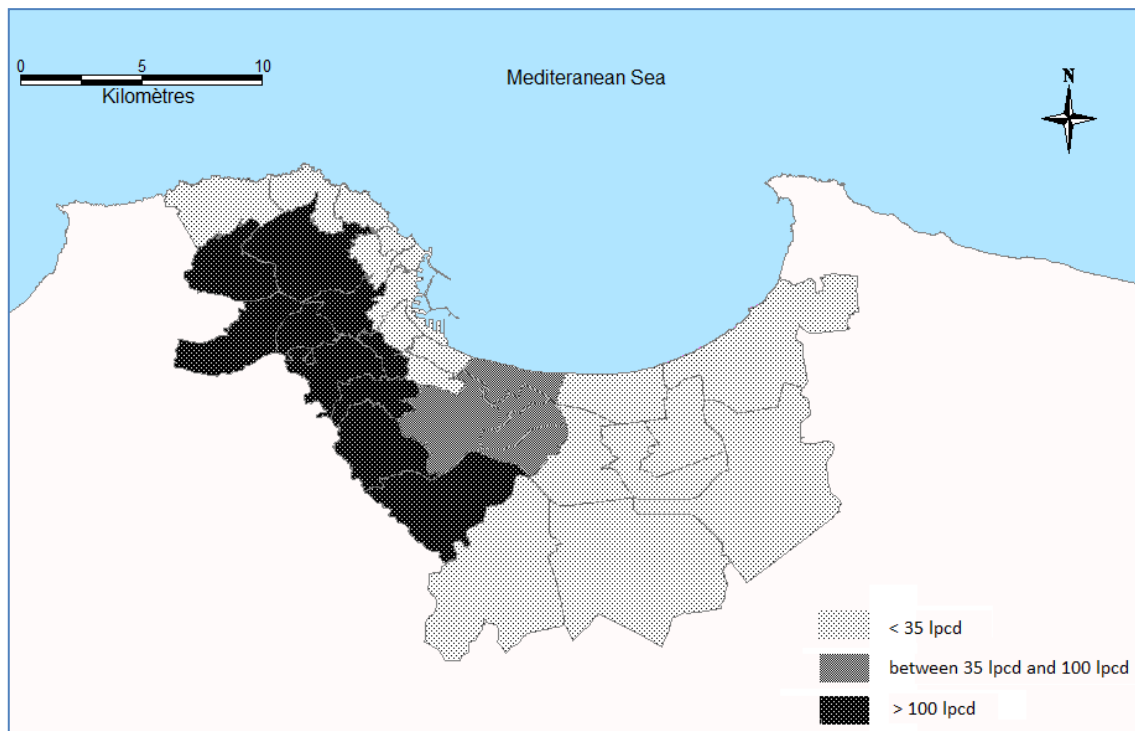 0 5 10
Kilomètres
Mediteranean Sea
N
< 35 lpcd
between 35 lpcd and 100 lpcd
> 100 lpcd